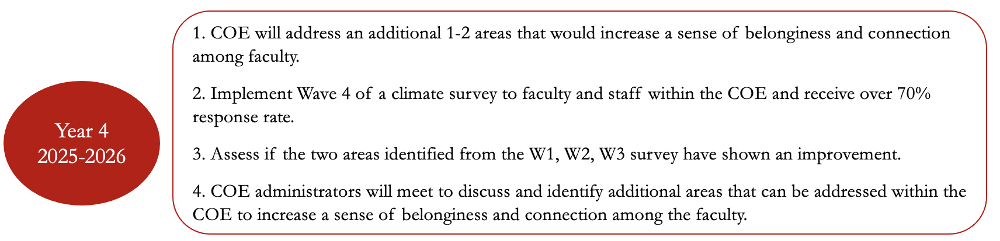 Year 4
2025-2026
1. COE will address an additional 1-2 areas that would increase a sense of belonginess and connection
among faculty.
2. Implement Wave 4 of a climate survey to faculty and staff within the COE and receive over 70%
response rate.
3. Assess if the two areas identified from the W1, W2, W3 survey have shown an improvement.
4. COE administrators will meet to discuss and identify additional areas that can be addressed within the
COE to increase a sense of belonginess and connection among the faculty.